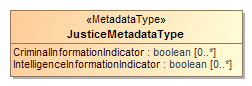 «MetadataType»
JusticeMetadataType
CriminalInformationIndicator : boolean [0..*]
IntelligenceInformationIndicator : boolean [0..*]